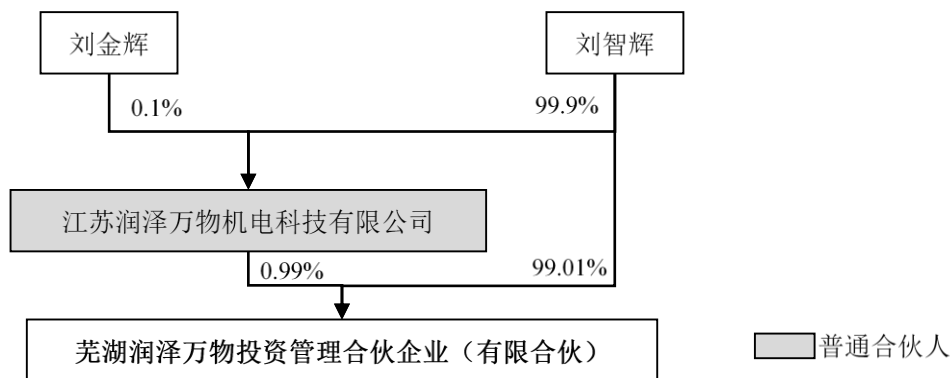 刘金辉
刘智辉
0.1%
99.9%
江苏润泽万物机电科技有限公司
0.99%
99.01%
芜湖润泽万物投资管理合伙企业（有限合伙）
普通合伙人